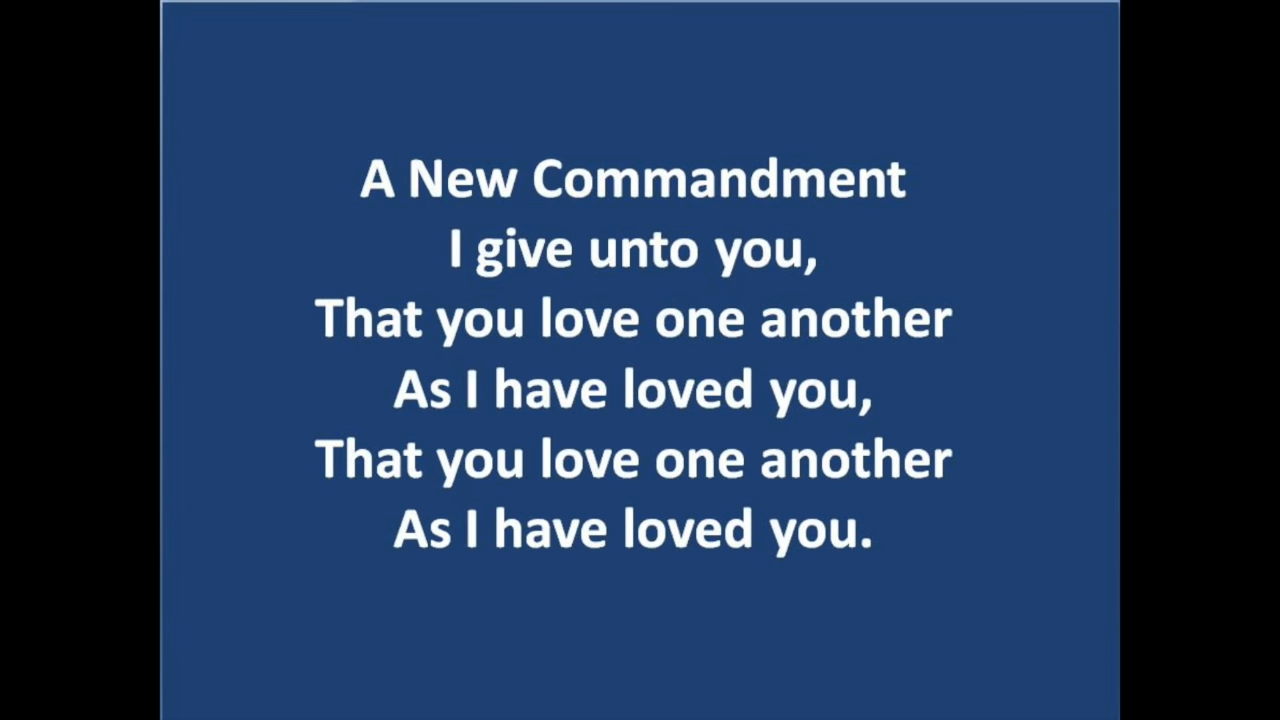 A New Commandment
I give unto you,
That you love one another
As I have loved you,
That you love one another
As I have loved you.